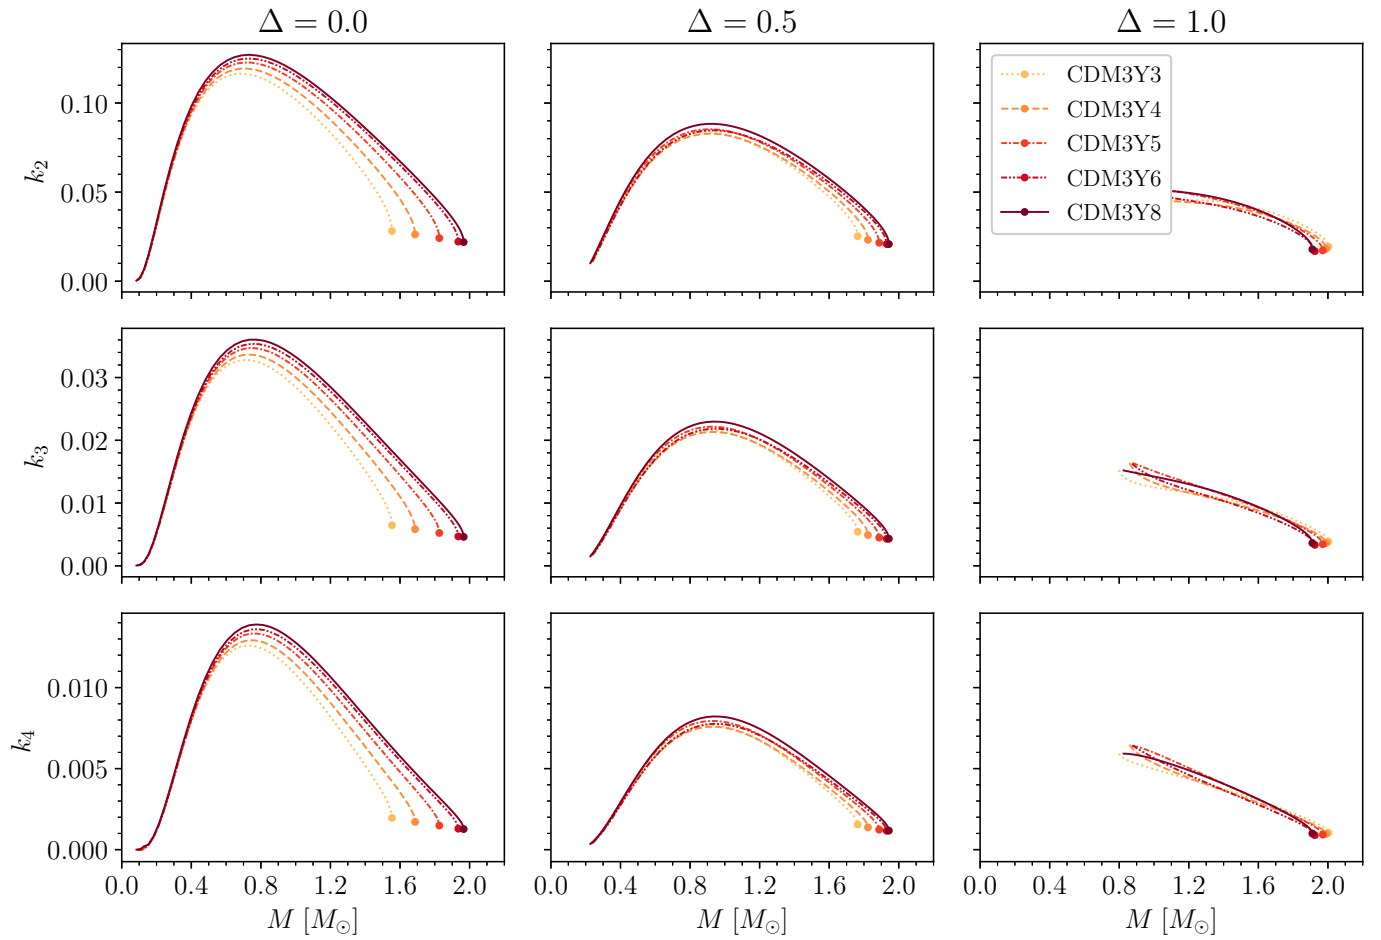 Δ = 0.0
Δ = 0.5
Δ = 1.0
k₂
0.10
0.05
0.00
CDM3Y3
CDM3Y4
CDM3Y5
CDM3Y6
CDM3Y8
k₃
0.03
0.02
0.01
0.00
k₄
0.010
0.005
0.000
0.0 0.4 0.8 1.2 1.6 2.0
0.0 0.4 0.8 1.2 1.6 2.0
0.0 0.4 0.8 1.2 1.6 2.0
M [M☉]
M [M☉]
M [M☉]